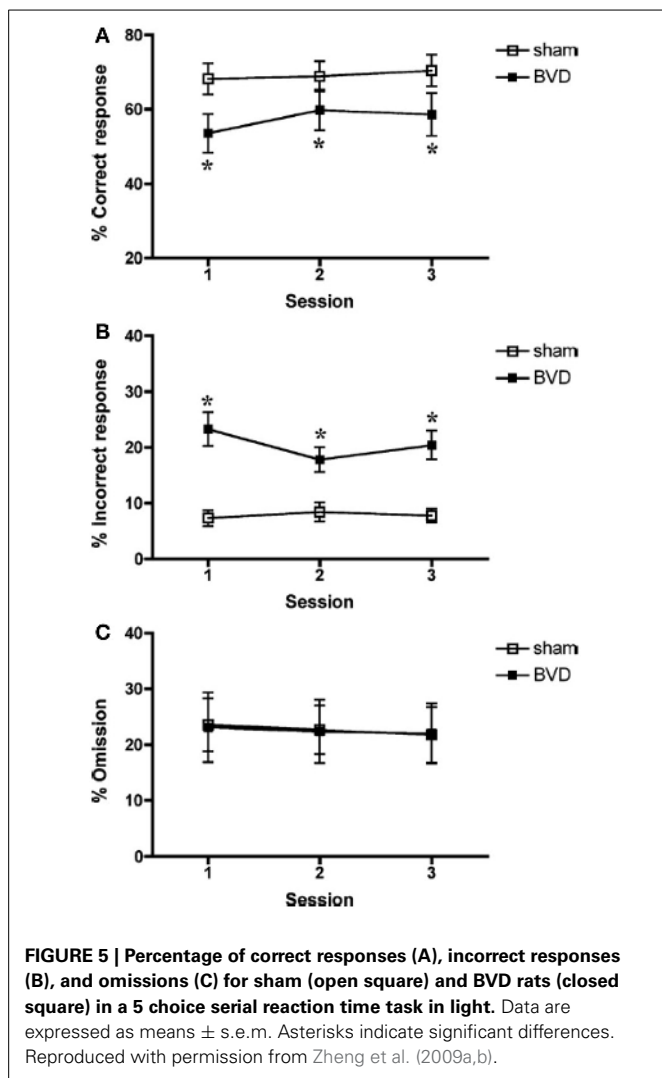 A
80
60
40
20
% Correct response
sham
BVD
*
*
*
1
2
3
Session
B
40
30
20
10
0
% Incorrect response
sham
BVD
*
*
*
1
2
3
Session
C
40
30
20
10
0
% Omission
sham
BVD
1
2
3
Session
FIGURE 5 | Percentage of correct responses (A), incorrect responses
(B), and omissions (C) for sham (open square) and BVD rats (closed
square) in a 5 choice serial reaction time task in light. Data are
expressed as means ± s.e.m. Asterisks indicate significant differences.
Reproduced with permission from Zheng et al. (2009a,b).